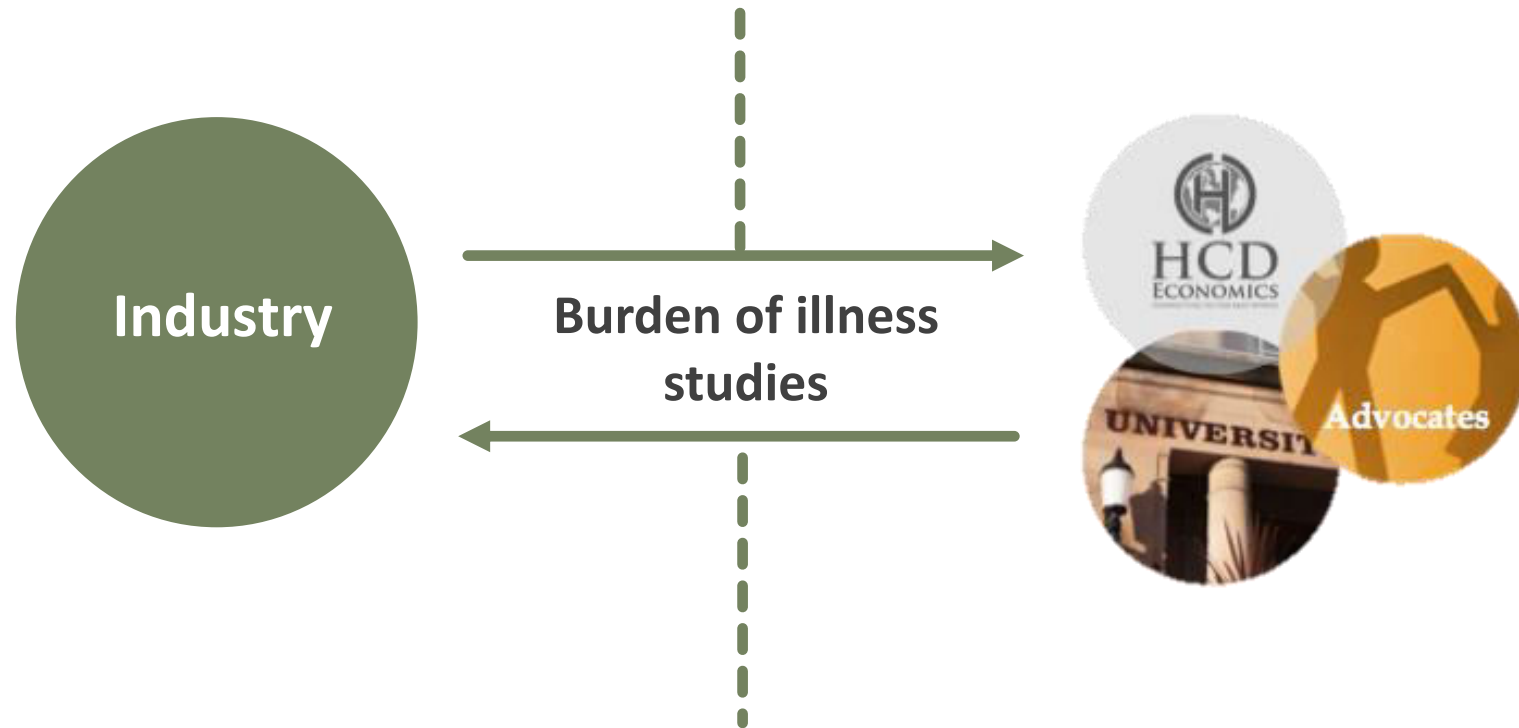 Industry
Burden of illness
studies
HCD
ECONOMICS
Advocates
UNIVERSIT